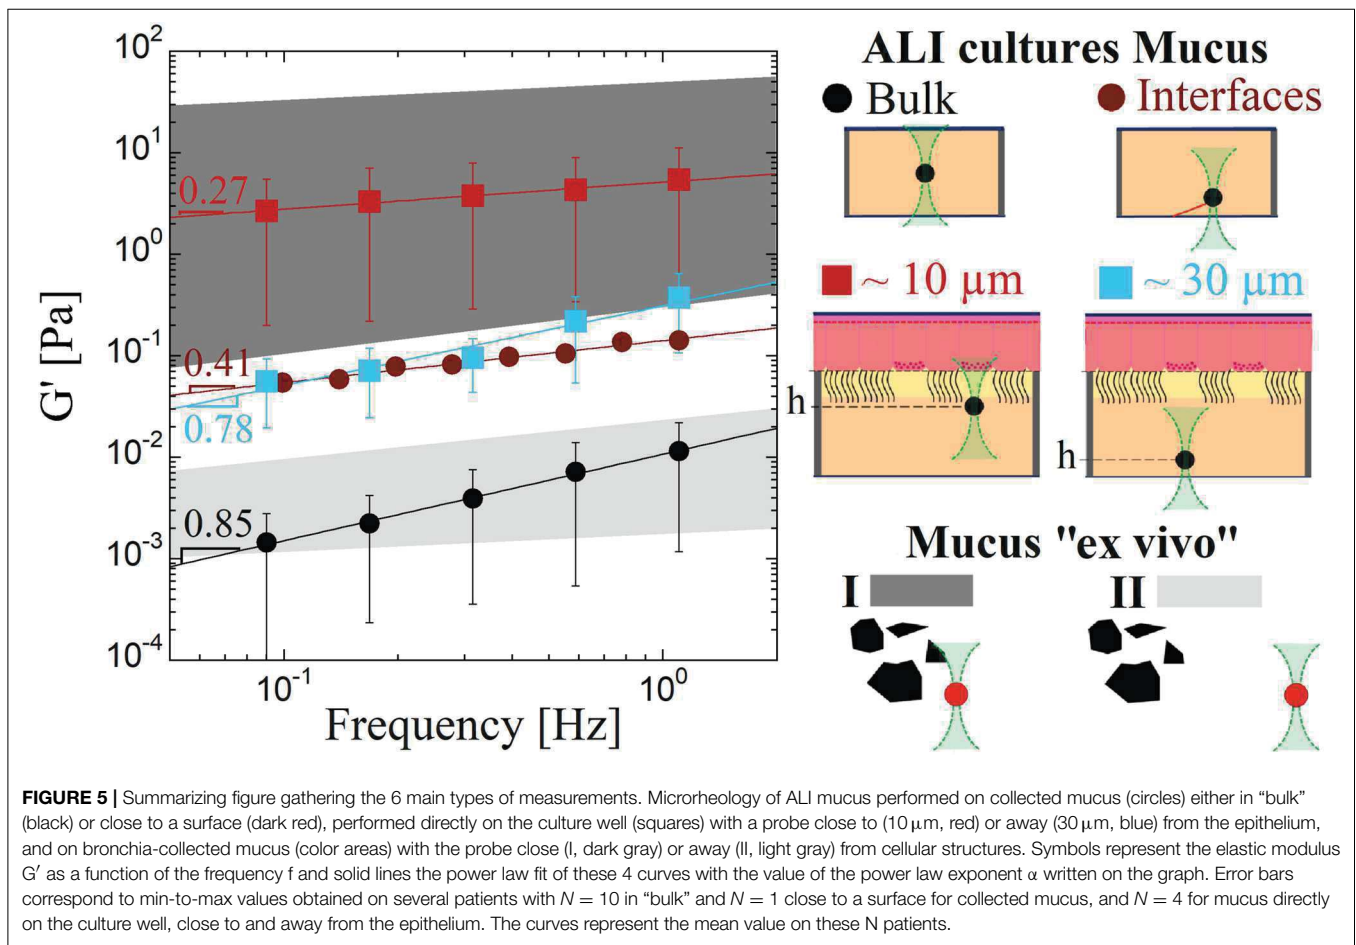 10²
10¹
10⁰
10⁻¹
10⁻²
10⁻³
10⁻⁴
G' [Pa]
0.27
0.41
0.78
0.85
10⁻¹
10⁰
Frequency [Hz]
ALI cultures Mucus
Bulk
Interfaces
~ 10 µm
~ 30 µm
h
h
Mucus "ex vivo"
I
II
FIGURE 5 | Summarizing figure gathering the 6 main types of measurements. Microrheology of ALI mucus performed on collected mucus (circles) either in “bulk”
(black) or close to a surface (dark red), performed directly on the culture well (squares) with a probe close to (10 µm, red) or away (30 µm, blue) from the epithelium,
and on bronchia-collected mucus (color areas) with the probe close (I, dark gray) or away (II, light gray) from cellular structures. Symbols represent the elastic modulus
G′ as a function of the frequency f and solid lines the power law fit of these 4 curves with the value of the power law exponent α written on the graph. Error bars
correspond to min-to-max values obtained on several patients with N = 10 in “bulk” and N = 1 close to a surface for collected mucus, and N = 4 for mucus directly
on the culture well, close to and away from the epithelium. The curves represent the mean value on these N patients.